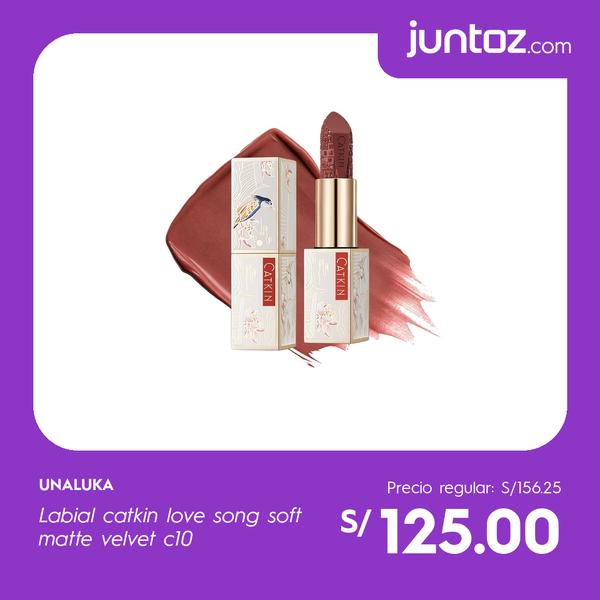 juntoz.com
CATKIN
CATKIN
CATKIN
UNALUKA
Labial catkin love song soft
matte velvet c10
Precio regular: S/156.25
S/125.00